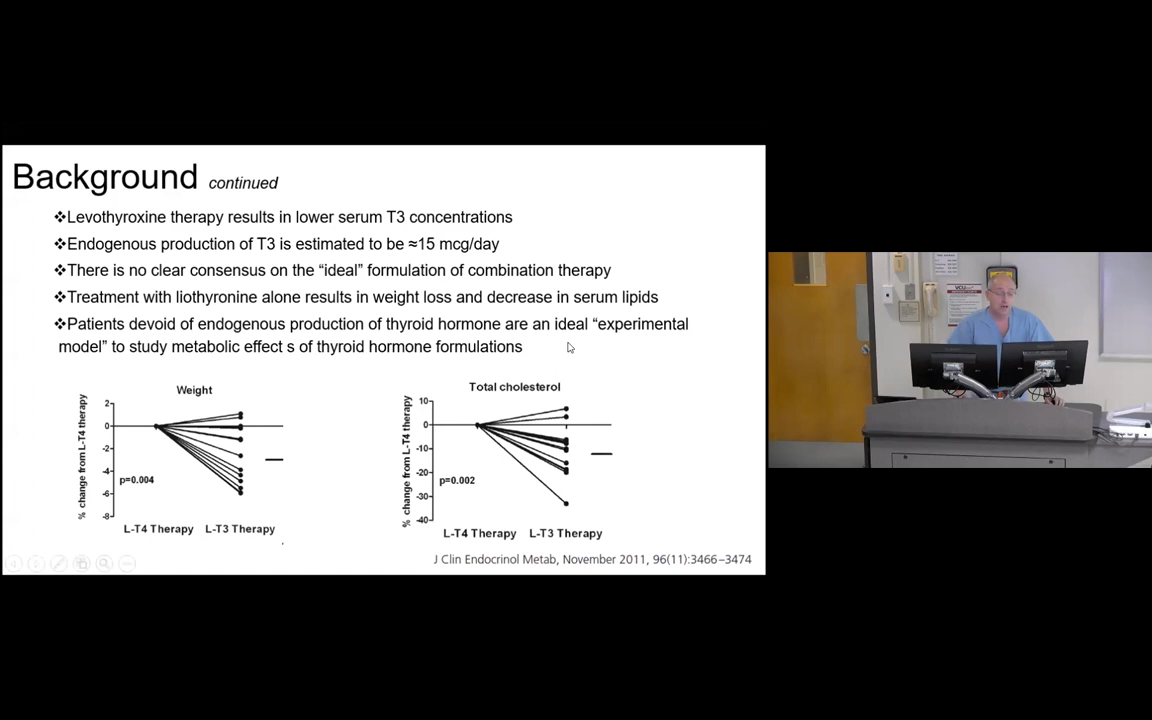 Background continued
❖Levothyroxine therapy results in lower serum T3 concentrations
❖Endogenous production of T3 is estimated to be ≈15 mcg/day
❖There is no clear consensus on the “ideal” formulation of combination therapy
❖Treatment with liothyronine alone results in weight loss and decrease in serum lipids
❖Patients devoid of endogenous production of thyroid hormone are an ideal “experimental
model” to study metabolic effect s of thyroid hormone formulations
Weight
% change from L-T4 therapy
2
0
-2
-4
-6
-8
p=0.004
L-T4 Therapy L-T3 Therapy
Total cholesterol
% change from L-T4 therapy
10
0
-10
-20
-30
-40
p=0.002
L-T4 Therapy L-T3 Therapy
J Clin Endocrinol Metab, November 2011, 96(11):3466–3474
VCU